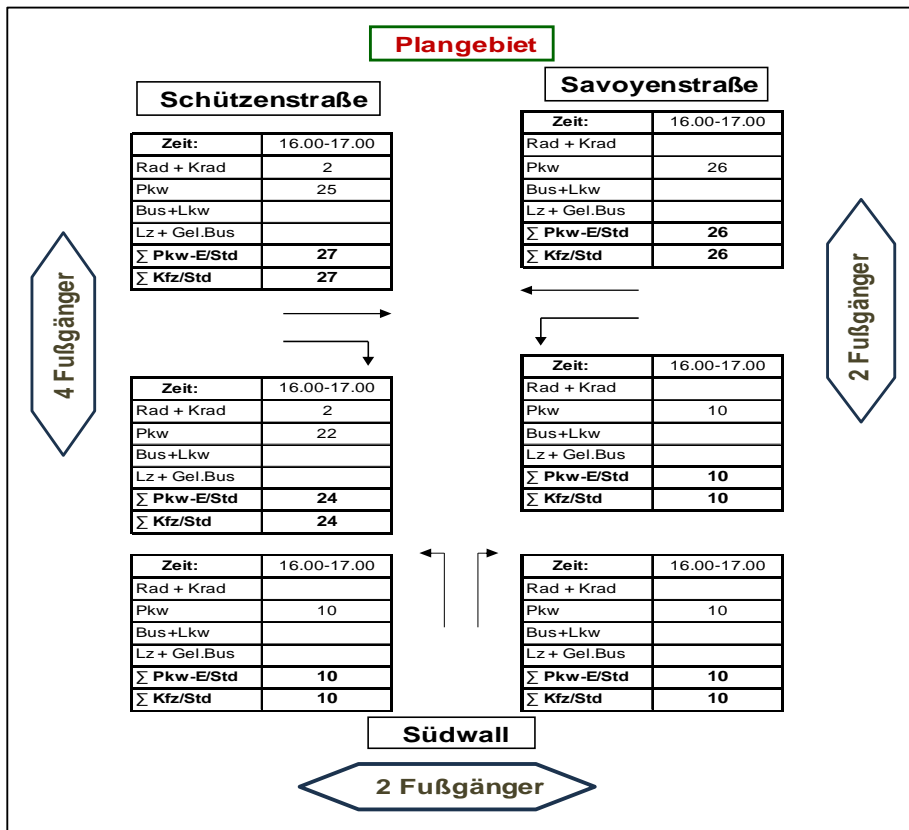 Plangebiet
Schützenstraße
Zeit: 16.00-17.00
Rad + Krad 2
Pkw 25
Bus+Lkw
Lz + Gel.Bus
∑ Pkw-E/Std 27
∑ Kfz/Std 27
Savoyenstraße
Zeit: 16.00-17.00
Rad + Krad
Pkw 26
Bus+Lkw
Lz + Gel.Bus
∑ Pkw-E/Std 26
∑ Kfz/Std 26
4 Fußgänger
2 Fußgänger
Zeit: 16.00-17.00
Rad + Krad 2
Pkw 22
Bus+Lkw
Lz + Gel.Bus
∑ Pkw-E/Std 24
∑ Kfz/Std 24
Zeit: 16.00-17.00
Rad + Krad
Pkw 10
Bus+Lkw
Lz + Gel.Bus
∑ Pkw-E/Std 10
∑ Kfz/Std 10
Zeit: 16.00-17.00
Rad + Krad
Pkw 10
Bus+Lkw
Lz + Gel.Bus
∑ Pkw-E/Std 10
∑ Kfz/Std 10
Zeit: 16.00-17.00
Rad + Krad
Pkw 10
Bus+Lkw
Lz + Gel.Bus
∑ Pkw-E/Std 10
∑ Kfz/Std 10
Südwall
2 Fußgänger